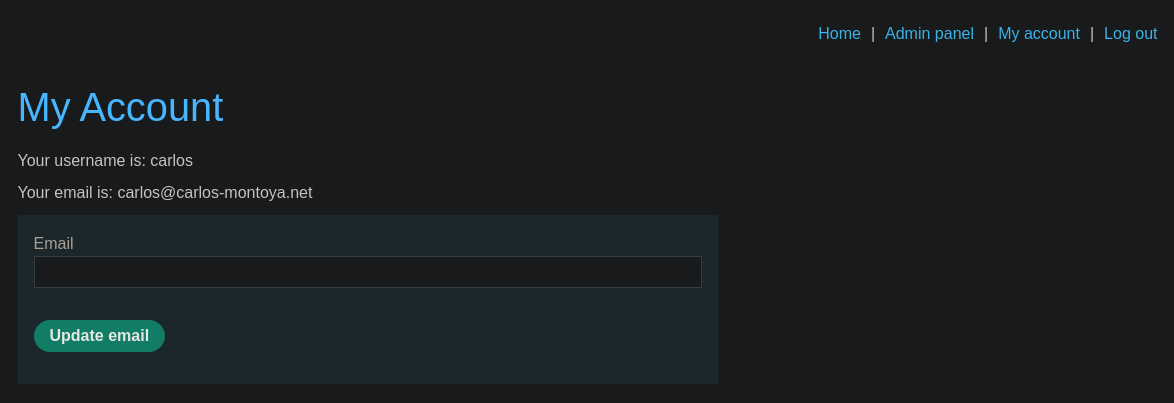 Home | Admin panel | My account | Log out
My Account
Your username is: carlos
Your email is: carlos@carlos-montoya.net
Email
Update email